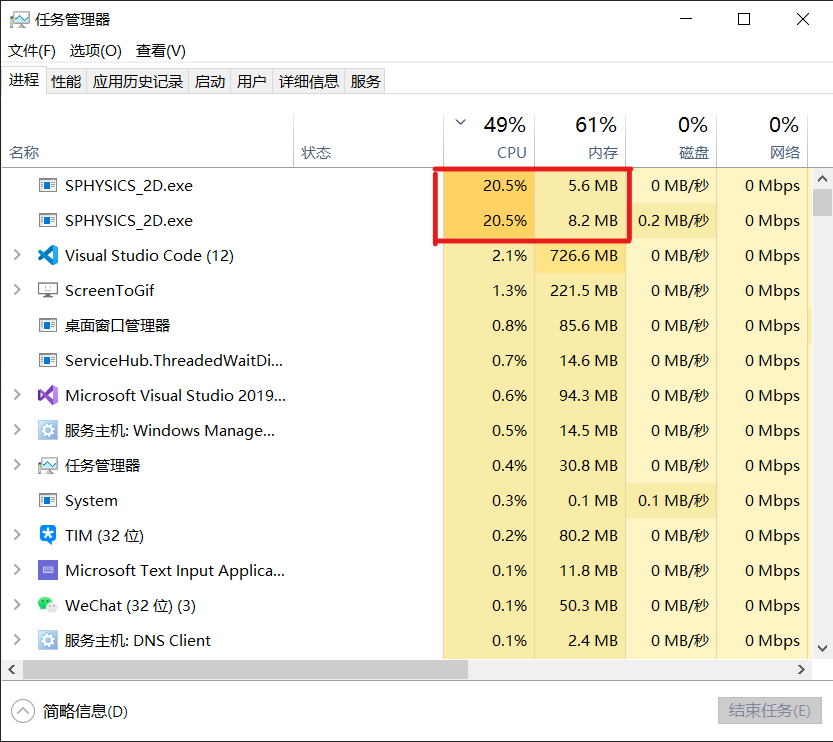 任务管理器
文件(F) 选项(O) 查看(V)
进程 性能 应用历史记录 启动 用户 详细信息 服务
49% 61% 0% 0%
名称 状态 CPU 内存 磁盘 网络
SPHYSICS_2D.exe 20.5% 5.6 MB 0 MB/秒 0 Mbps
SPHYSICS_2D.exe 20.5% 8.2 MB 0.2 MB/秒 0 Mbps
Visual Studio Code (12) 2.1% 726.6 MB 0 MB/秒 0 Mbps
ScreenToGif 1.3% 221.5 MB 0 MB/秒 0 Mbps
桌面窗口管理器 0.8% 85.6 MB 0 MB/秒 0 Mbps
ServiceHub.ThreadedWaitDi... 0.7% 14.6 MB 0 MB/秒 0 Mbps
Microsoft Visual Studio 2019... 0.6% 94.3 MB 0 MB/秒 0 Mbps
服务主机: Windows Manage... 0.5% 14.5 MB 0 MB/秒 0 Mbps
任务管理器 0.4% 30.8 MB 0 MB/秒 0 Mbps
System 0.3% 0.1 MB 0.1 MB/秒 0 Mbps
TIM (32 位) 0.2% 80.2 MB 0 MB/秒 0 Mbps
Microsoft Text Input Applica... 0.1% 11.8 MB 0 MB/秒 0 Mbps
WeChat (32 位) (3) 0.1% 50.3 MB 0 MB/秒 0 Mbps
服务主机: DNS Client 0.1% 2.4 MB 0 MB/秒 0 Mbps
简略信息(D) 结束任务(E)